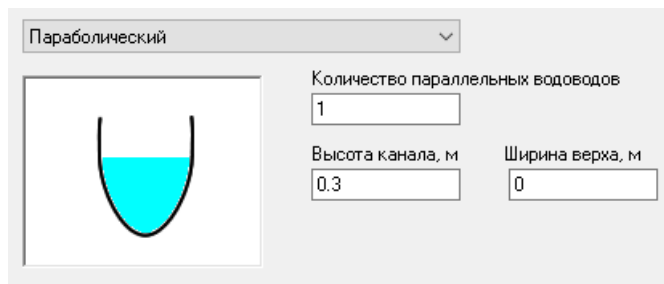 Параболический
Количество параллельных водоводов
1
Высота канала, м Ширина верха, м
0.3 0